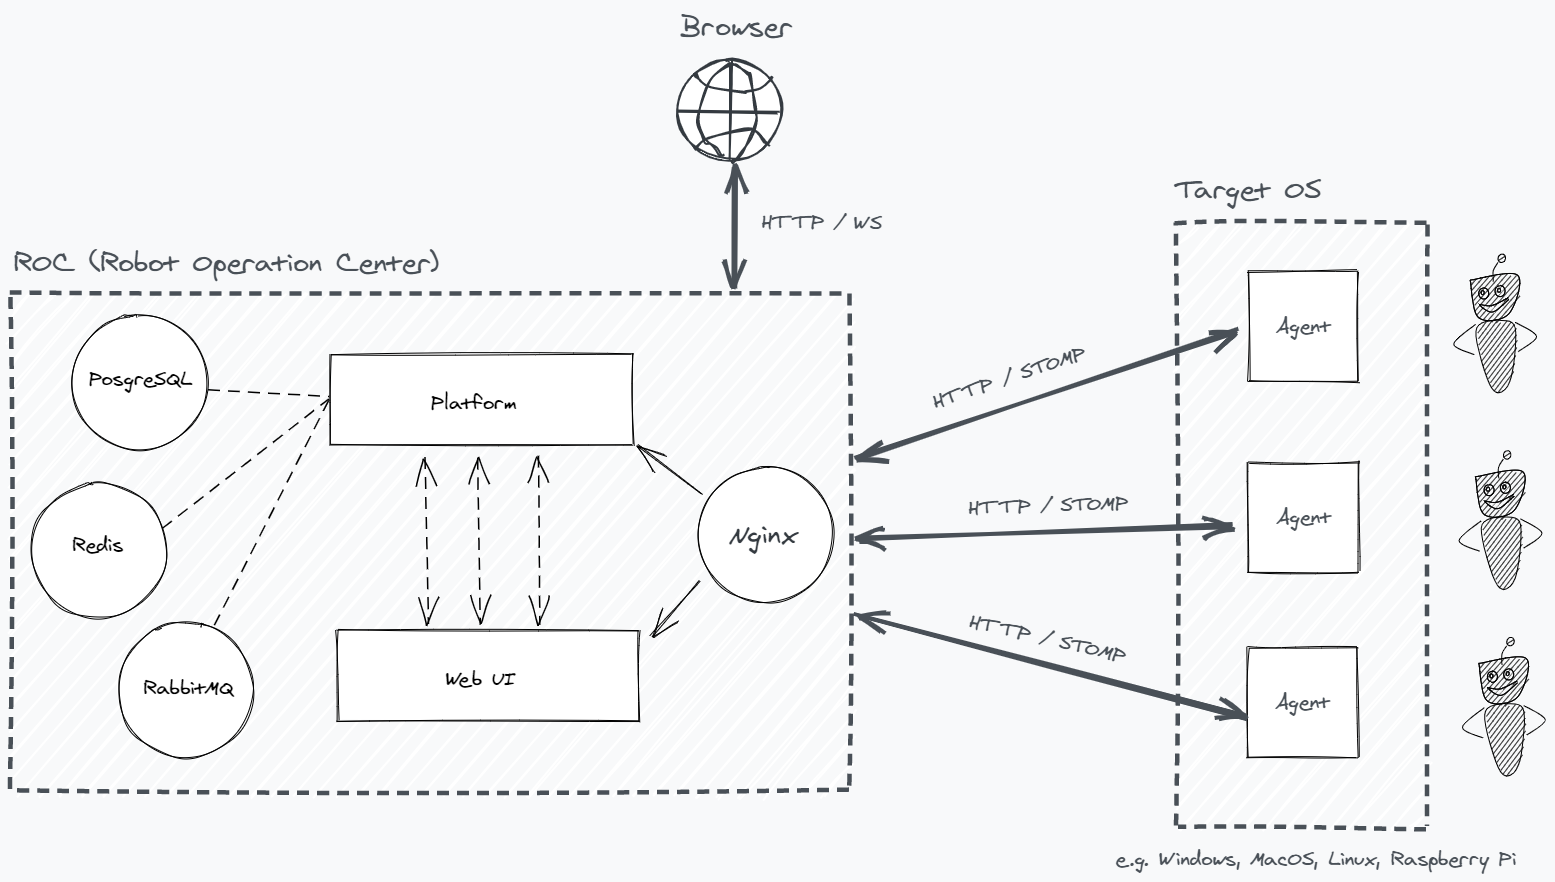 Browser
HTTP / WS
Target OS
ROC (Robot Operation Center)
PosgreSQL
Platform
Agent
HTTP / STOMP
Redis
Nginx
HTTP / STOMP
Agent
HTTP / STOMP
RabbitMQ
Web UI
Agent
e.g. Windows, MacOS, Linux, Raspberry Pi